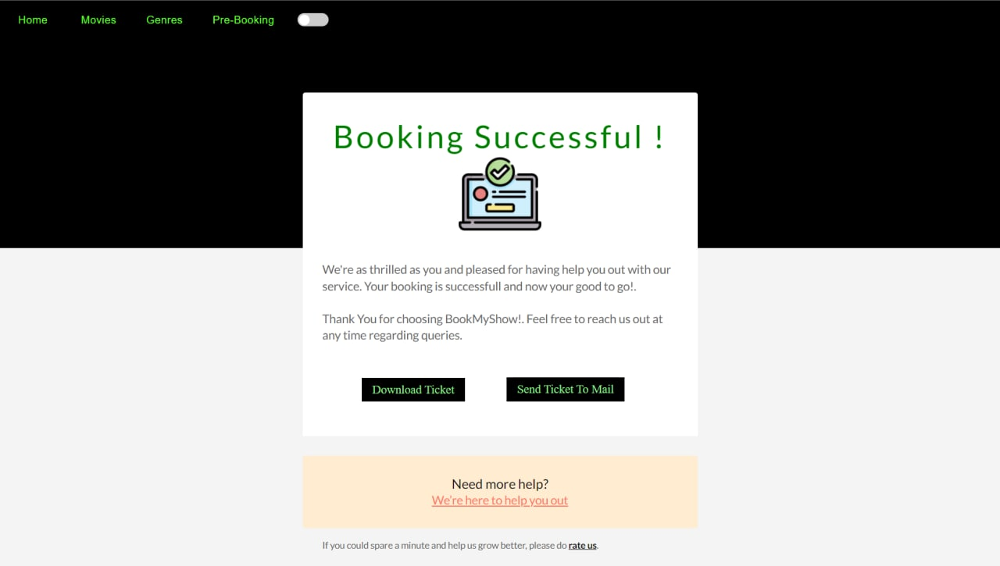 Home Movies Genres Pre-Booking
Booking Successful !
We're as thrilled as you and pleased for having help you out with our
service. Your booking is successfull and now your good to go!.
Thank You for choosing BookMyShow!. Feel free to reach us out at
any time regarding queries.
Download Ticket Send Ticket To Mail
Need more help?
We're here to help you out
If you could spare a minute and help us grow better, please do rate us.